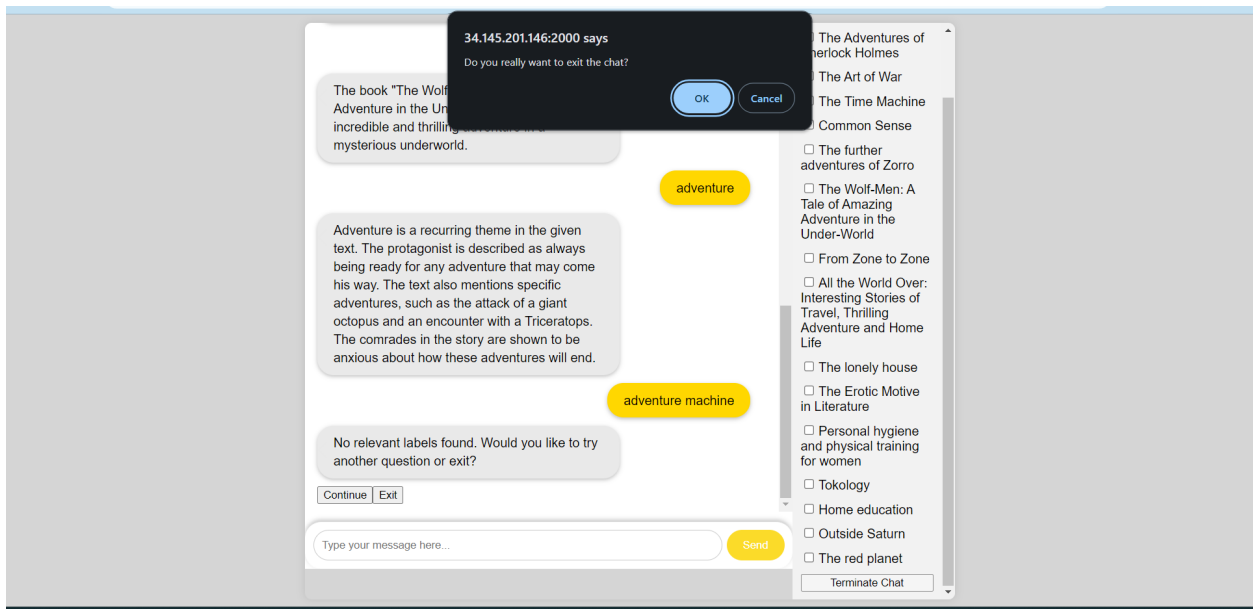 34.145.201.146:2000 says
Do you really want to exit the chat?
OK
Cancel
The book "The Wolf
Adventure in the Un
incredible and thrilling
mysterious underworld.
adventure
Adventure is a recurring theme in the given
text. The protagonist is described as always
being ready for any adventure that may come
his way. The text also mentions specific
adventures, such as the attack of a giant
octopus and an encounter with a Triceratops.
The comrades in the story are shown to be
anxious about how these adventures will end.
adventure machine
No relevant labels found. Would you like to try
another question or exit?
Continue
Exit
Type your message here...
Send
The Adventures of
herlock Holmes
The Art of War
The Time Machine
Common Sense
The further
adventures of Zorro
The Wolf-Men: A
Tale of Amazing
Adventure in the
Under-World
From Zone to Zone
All the World Over:
Interesting Stories of
Travel, Thrilling
Adventure and Home
Life
The lonely house
The Erotic Motive
in Literature
Personal hygiene
and physical training
for women
Tokology
Home education
Outside Saturn
The red planet
Terminate Chat